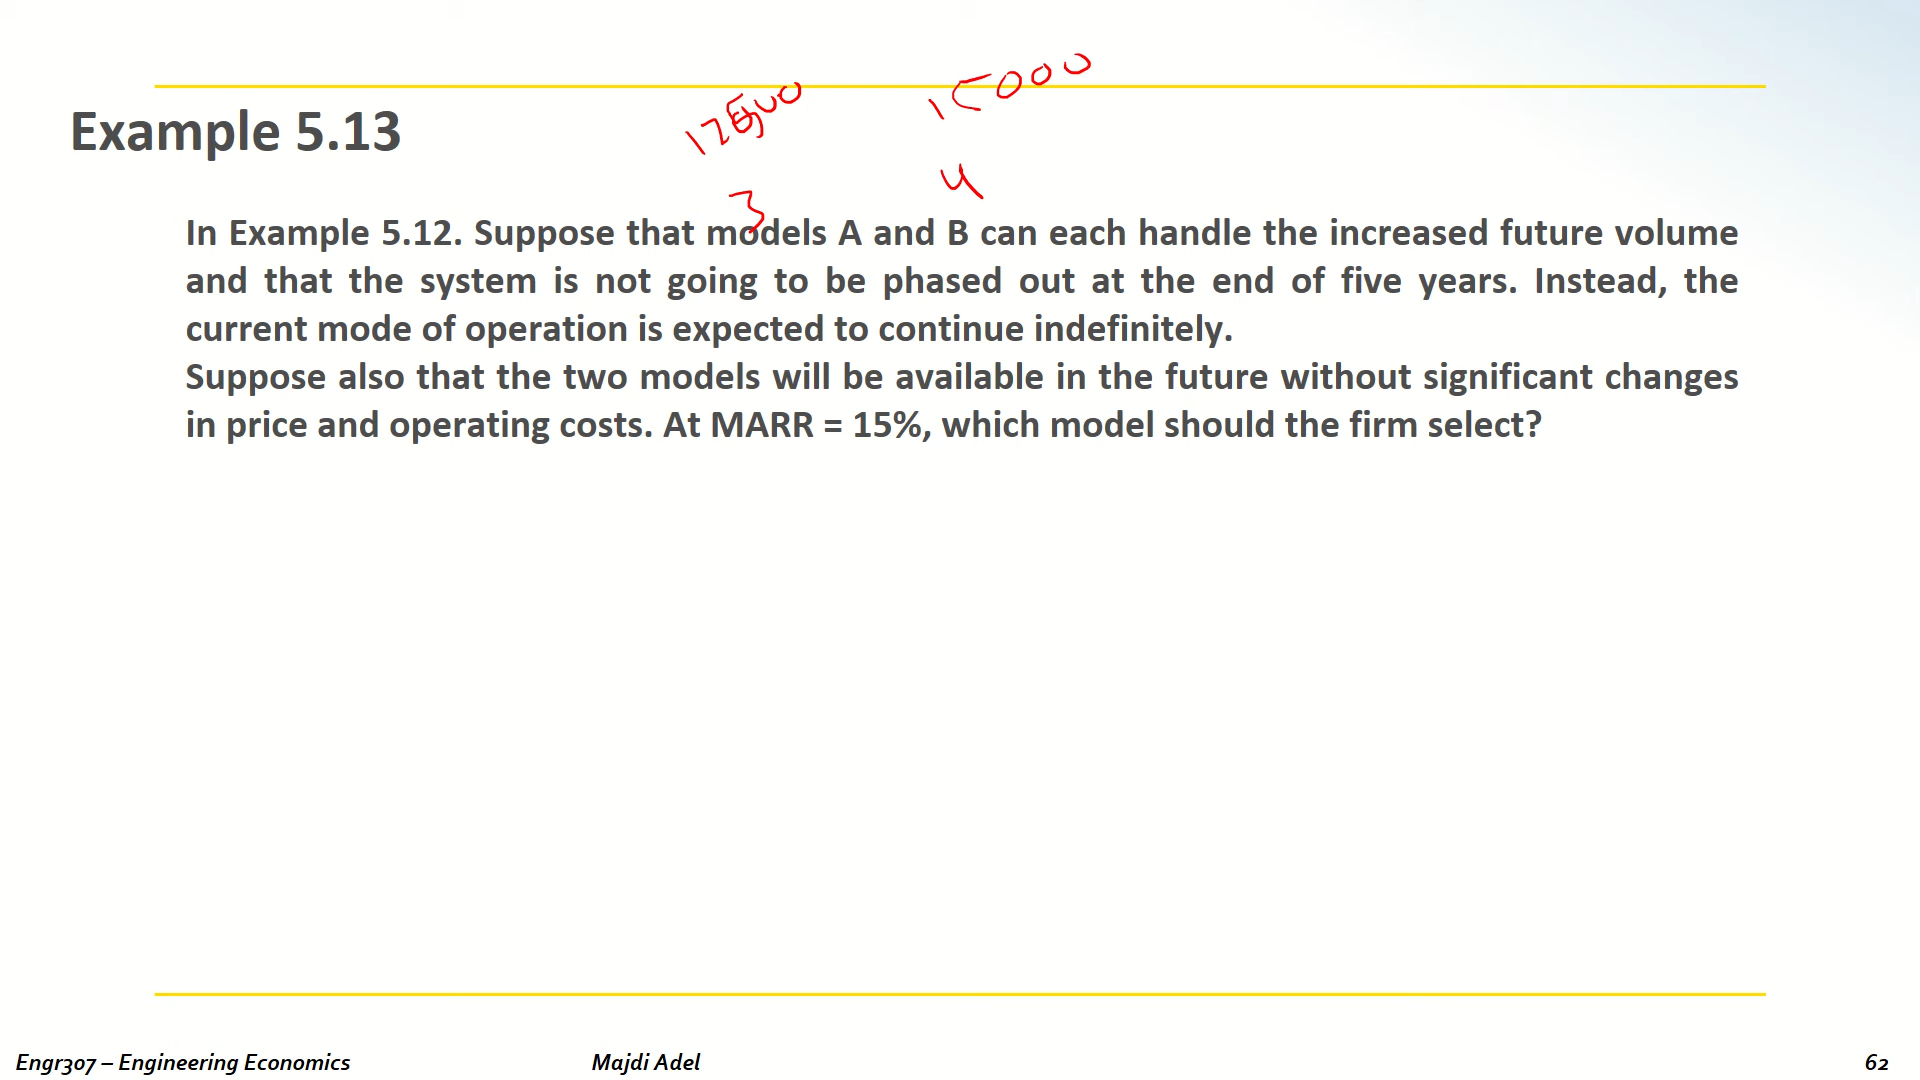 15000
Example 5.13
3
4
In Example 5.12. Suppose that models A and B can each handle the increased future volume
and that the system is not going to be phased out at the end of five years. Instead, the
current mode of operation is expected to continue indefinitely.
Suppose also that the two models will be available in the future without significant changes
in price and operating costs. At MARR = 15%, which model should the firm select?
Engr307 – Engineering Economics Majdi Adel 62